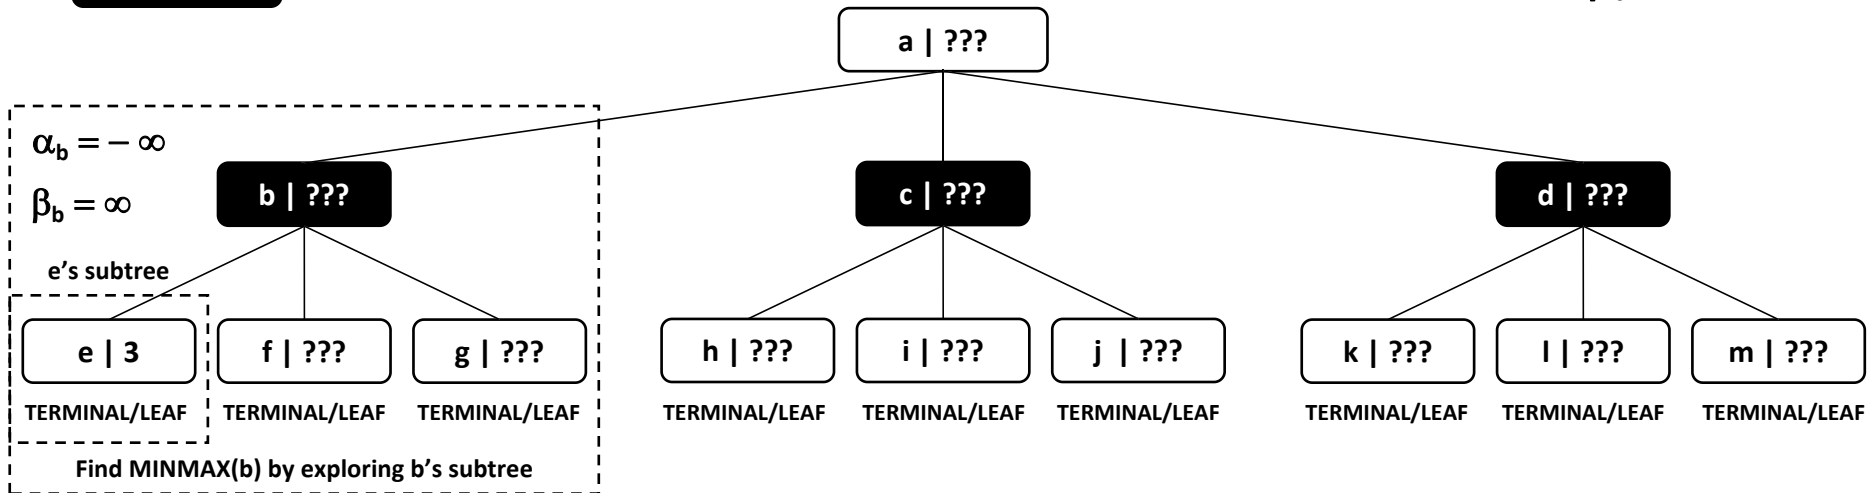 a | ???
αb = − ∞
βb = ∞
b | ???
c | ???
d | ???
e's subtree
e | 3
f | ???
g | ???
h | ???
i | ???
j | ???
k | ???
l | ???
m | ???
TERMINAL/LEAF
TERMINAL/LEAF
TERMINAL/LEAF
TERMINAL/LEAF
TERMINAL/LEAF
TERMINAL/LEAF
TERMINAL/LEAF
TERMINAL/LEAF
TERMINAL/LEAF
Find MINMAX(b) by exploring b's subtree